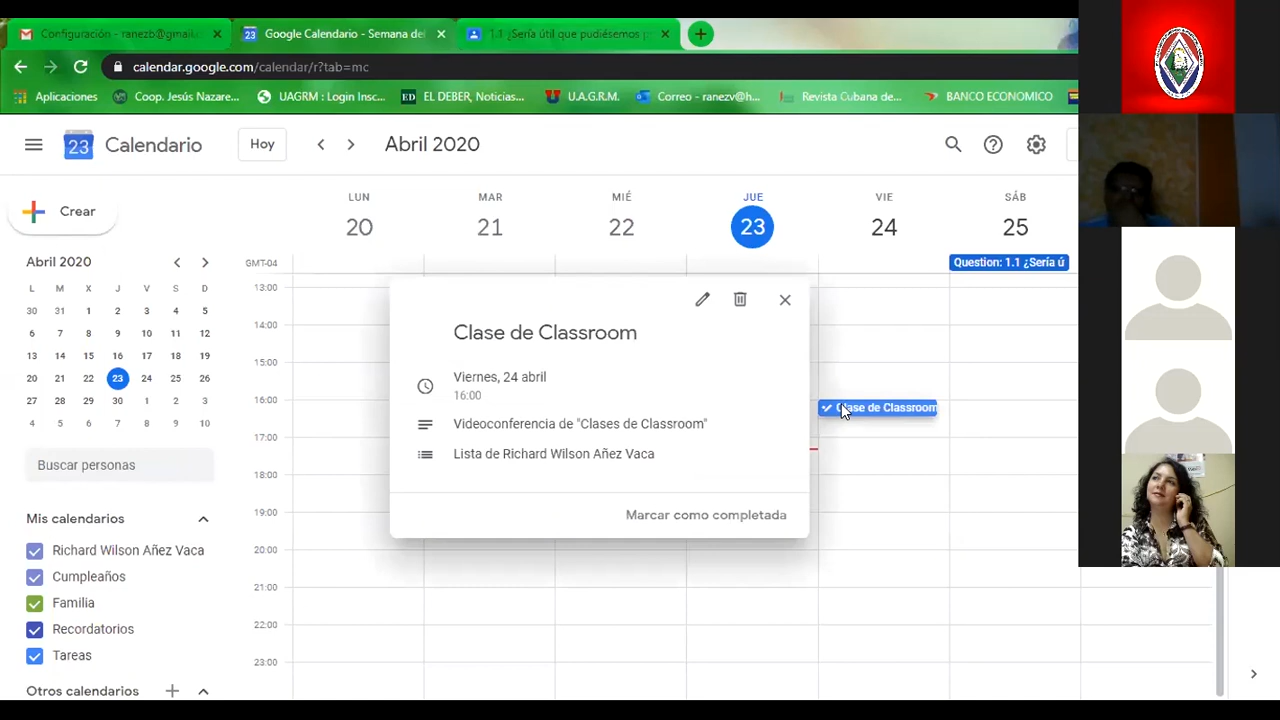 Configuración - ranezb@gmail.
Google Calendario - Semana del
1.1 ¿Sería útil que pudiésemos
calendar.google.com/calendar/r?tab=mc
Aplicaciones
Coop. Jesús Nazare...
UAGRM : Login Insc...
EL DEBER, Noticias...
U.A.G.R.M.
Correo - ranezv@h...
Revista Cubana de...
BANCO ECONOMICO
23
Calendario
Hoy
Abril 2020
Crear
LUN
MAR
MIÉ
JUE
VIE
SÁB
20
21
22
23
24
25
GMT-04
Question: 1.1 ¿Sería ú
Abril 2020
L M X J V S D
30 31 1 2 3 4 5
6 7 8 9 10 11 12
13 14 15 16 17 18 19
20 21 22 23 24 25 26
27 28 29 30 1 2 3
4 5 6 7 8 9 10
Buscar personas
Mis calendarios
Richard Wilson Añez Vaca
Cumpleaños
Familia
Recordatorios
Tareas
Otros calendarios
13:00
14:00
15:00
16:00
17:00
18:00
19:00
20:00
21:00
22:00
23:00
Clase de Classroom
Viernes, 24 abril
16:00
Videoconferencia de "Clases de Classroom"
Lista de Richard Wilson Añez Vaca
Marcar como completada
Clase de Classroom